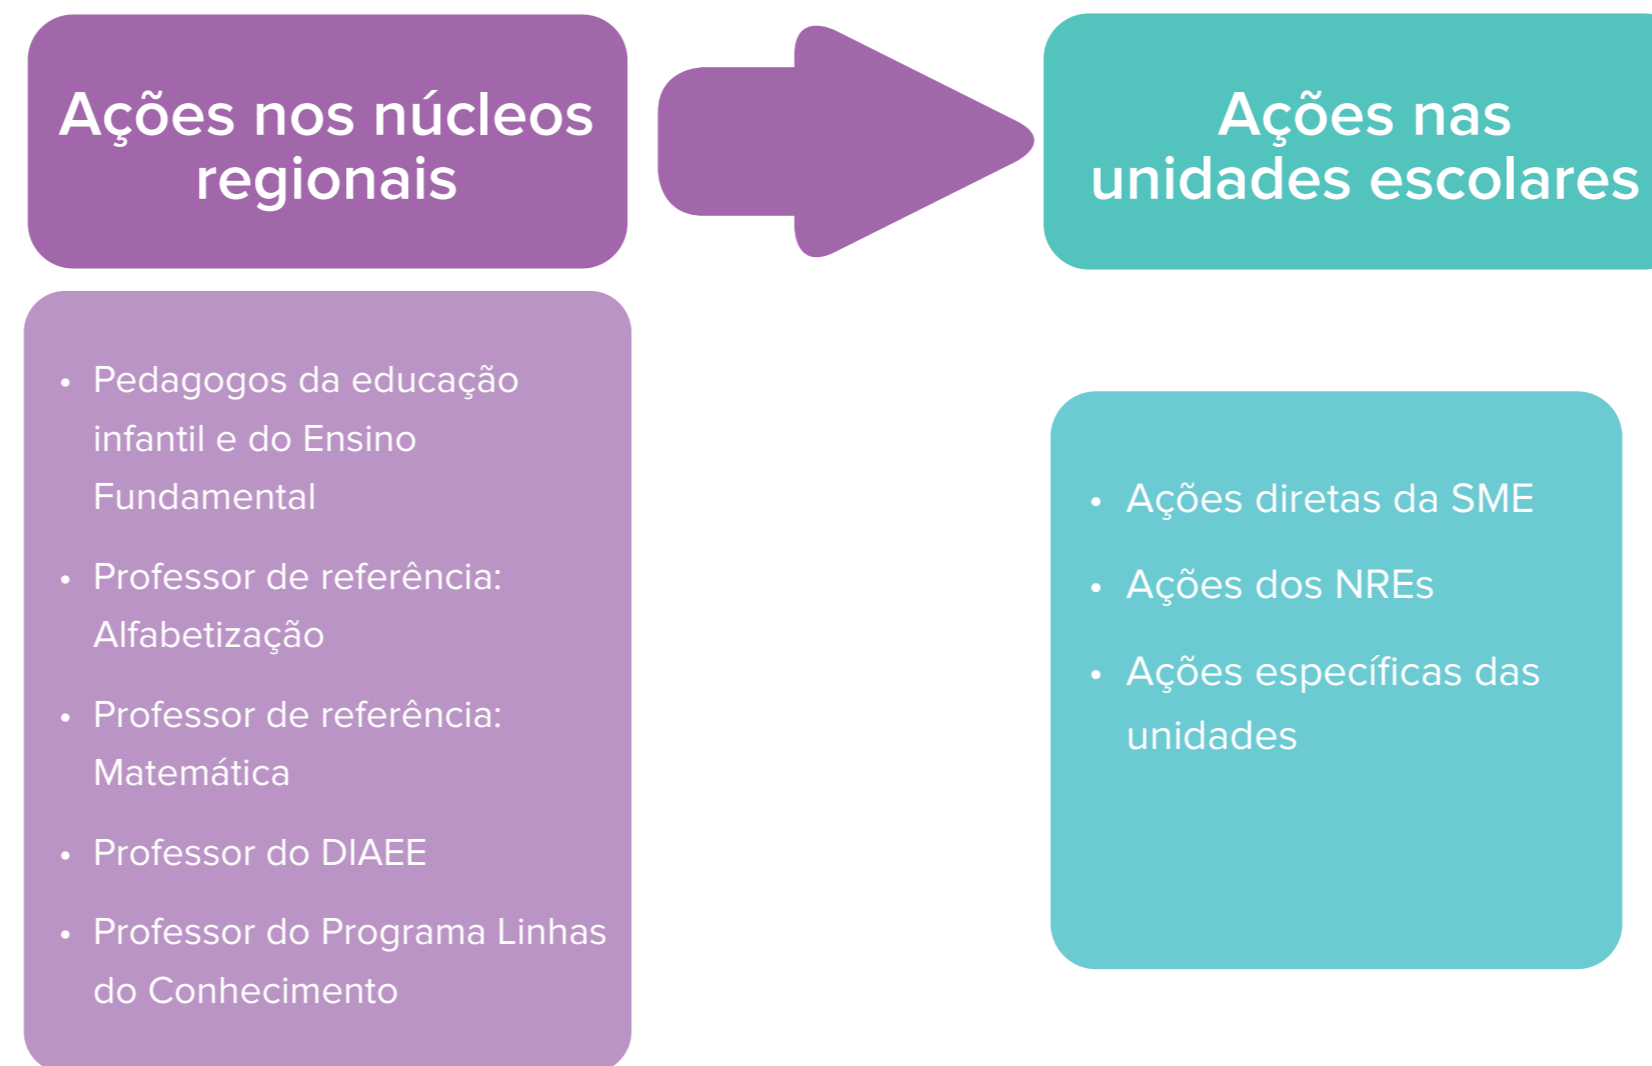 Ações nos núcleos
regionais
• Pedagogos da educação
infantil e do Ensino
Fundamental
• Professor de referência:
Alfabetização
• Professor de referência:
Matemática
• Professor do DIAEE
• Professor do Programa Linhas
do Conhecimento
Ações nas
unidades escolares
• Ações diretas da SME
• Ações dos NREs
• Ações específicas das
unidades